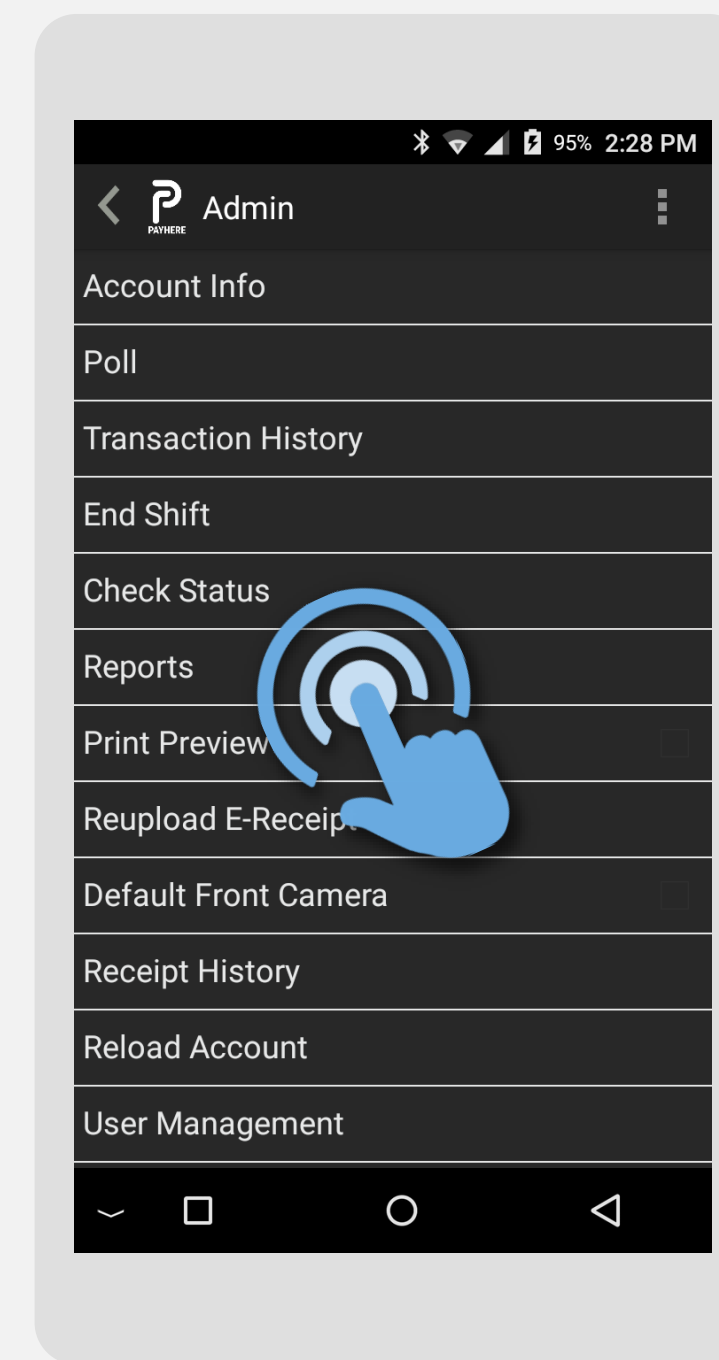 95% 2:28 PM
PAYHERE
Admin
Account Info
Poll
Transaction History
End Shift
Check Status
Reports
Print Preview
Reupload E-Receipt
Default Front Camera
Receipt History
Reload Account
User Management